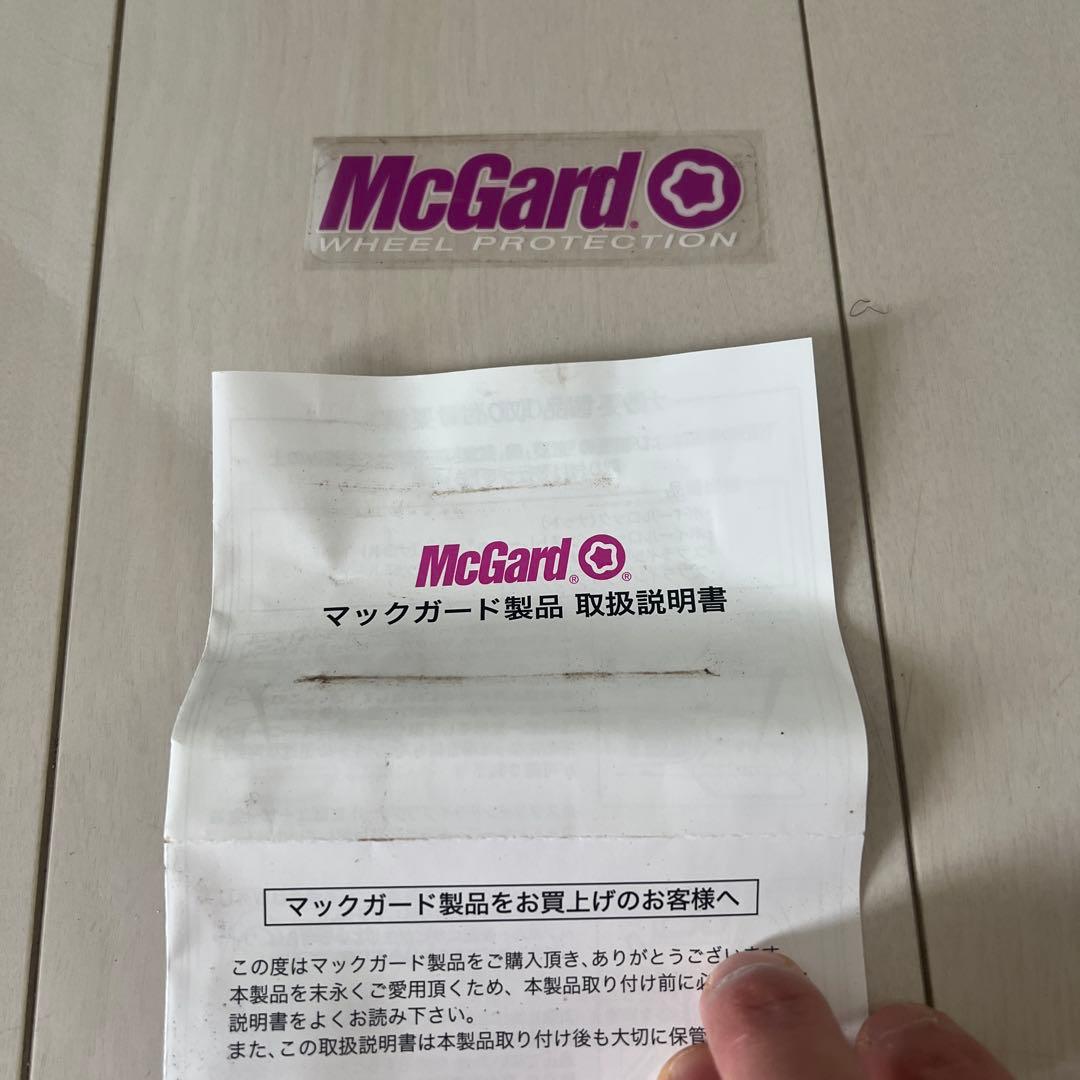 McGard®
WHEEL PROTECTION
McGard® ®
マックガード製品 取扱説明書
マックガード製品をお買上げのお客様へ
この度はマックガード製品をご購入頂き、ありがとうござい
本製品を末永くご愛用頂くため、本製品取り付け前に
説明書をよくお読み下さい。
また、この取扱説明書は本製品取り付け後も大切に保管